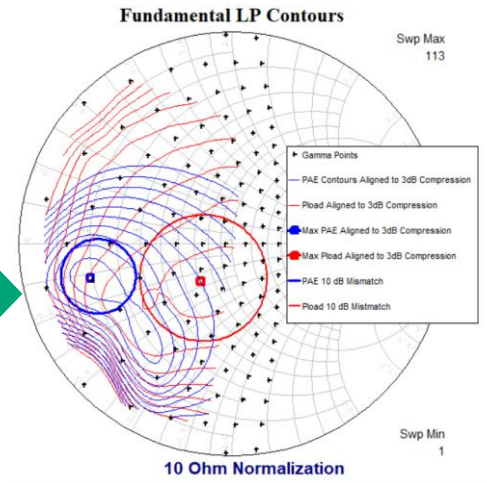 Fundamental LP Contours
Swp Max
113
Gamma Points
PAE Contours Aligned to 3dB Compression
Pload Aligned to 3dB Compression
Max PAE Aligned to 3dB Compression
Max Pload Aligned to 3dB Compression
PAE 10 dB Mismatch
Pload 10 dB Mistmatch
Swp Min
1
10 Ohm Normalization